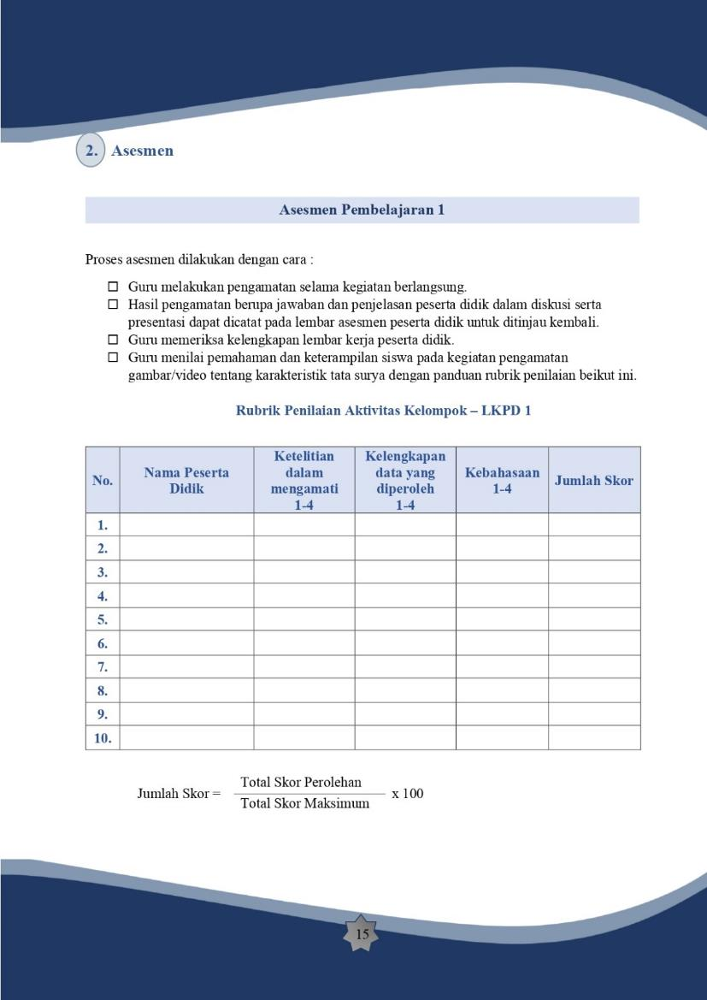 2. Asesmen
Asesmen Pembelajaran 1
Proses asesmen dilakukan dengan cara :
☐ Guru melakukan pengamatan selama kegiatan berlangsung.
☐ Hasil pengamatan berupa jawaban dan penjelasan peserta didik dalam diskusi serta
presentasi dapat dicatat pada lembar asesmen peserta didik untuk ditinjau kembali.
☐ Guru memeriksa kelengkapan lembar kerja peserta didik.
☐ Guru menilai pemahaman dan keterampilan siswa pada kegiatan pengamatan
gambar/video tentang karakteristik tata surya dengan panduan rubrik penilaian beikut ini.
Rubrik Penilaian Aktivitas Kelompok – LKPD 1
No.
Nama Peserta
Didik
Ketelitian
dalam
mengamati
1-4
Kelengkapan
data yang
diperoleh
1-4
Kebahasaan
1-4
Jumlah Skor
1.
2.
3.
4.
5.
6.
7.
8.
9.
10.
Jumlah Skor =
Total Skor Perolehan
Total Skor Maksimum
x 100
15